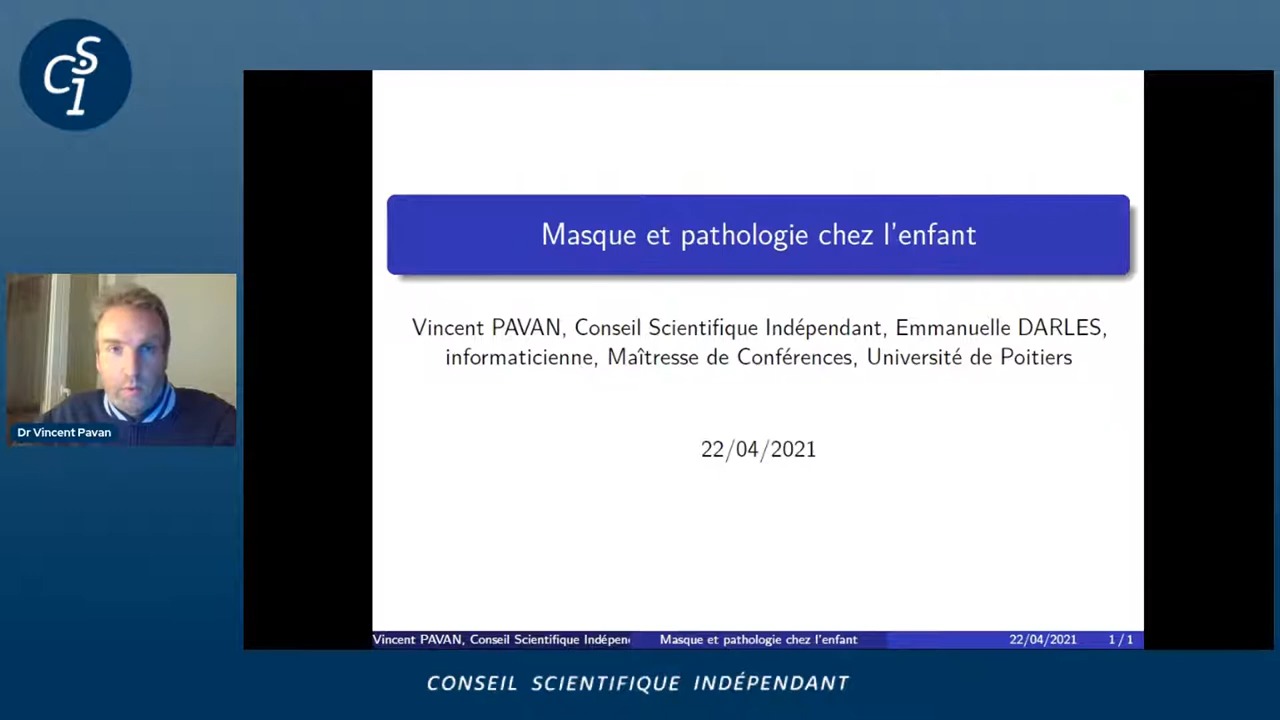 CSI
Masque et pathologie chez l'enfant
Vincent PAVAN, Conseil Scientifique Indépendant, Emmanuelle DARLES,
informaticienne, Maîtresse de Conférences, Université de Poitiers
Dr Vincent Pavan
22/04/2021
Vincent PAVAN, Conseil Scientifique Indépen Masque et pathologie chez l'enfant 22/04/2021 1 / 1
CONSEIL SCIENTIFIQUE INDÉPENDANT